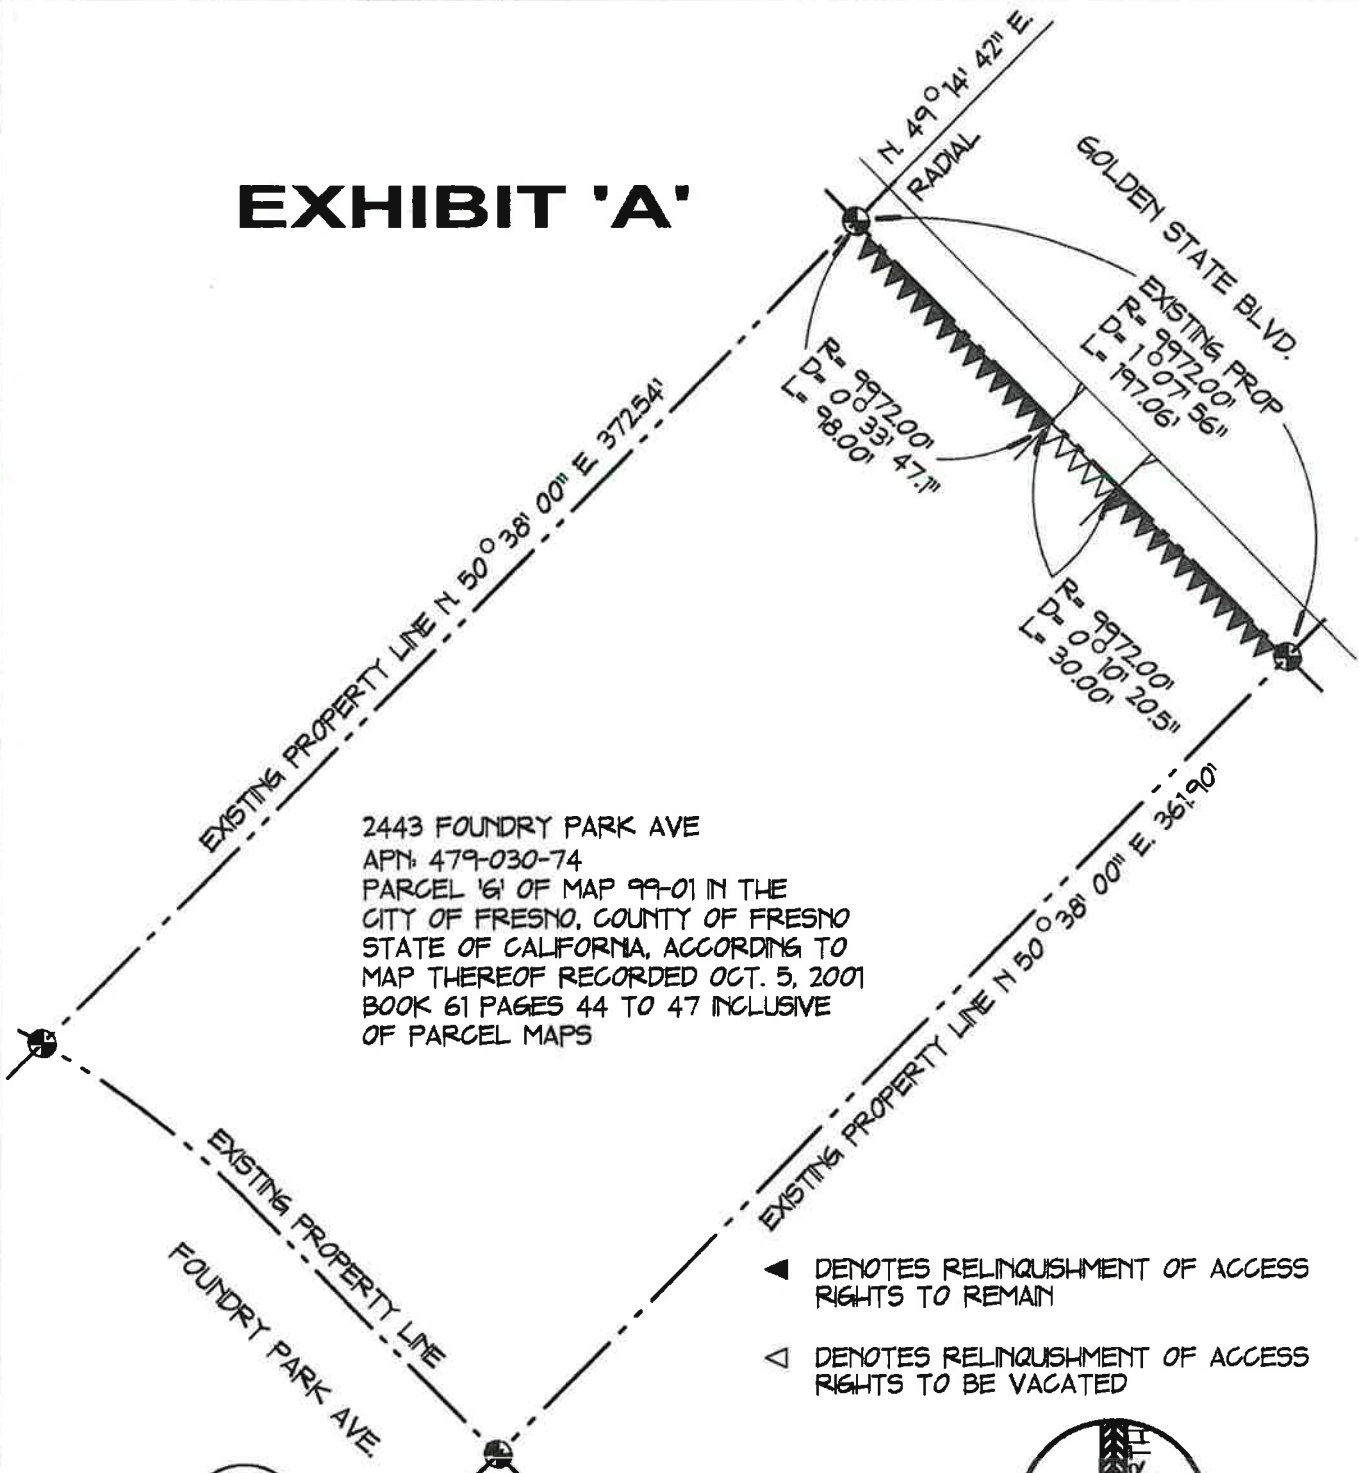 EXHIBIT 'A'
N. 49° 14' 42" E.
RADIAL
GOLDEN STATE BLVD.
EXISTING PROP
R= 9972.00'
D= 1° 07' 56"
L= 197.06'
R= 9972.00'
D= 0° 33' 47.1"
L= 98.00'
R= 9972.00'
D= 0° 10' 20.5"
L= 30.00'
EXISTING PROPERTY LINE N. 50° 38' 00" E. 372.54'
2443 FOUNDRY PARK AVE
APN: 479-030-74
PARCEL 'G' OF MAP 99-01 IN THE
CITY OF FRESNO, COUNTY OF FRESNO
STATE OF CALIFORNIA, ACCORDING TO
MAP THEREOF RECORDED OCT. 5, 2001
BOOK 61 PAGES 44 TO 47 INCLUSIVE
OF PARCEL MAPS
EXISTING PROPERTY LINE N 50° 38' 00" E. 361.90'
EXISTING PROPERTY LINE
FOUNDRY PARK AVE.
DENOTES RELINQUISHMENT OF ACCESS
RIGHTS TO REMAIN
DENOTES RELINQUISHMENT OF ACCESS
RIGHTS TO BE VACATED